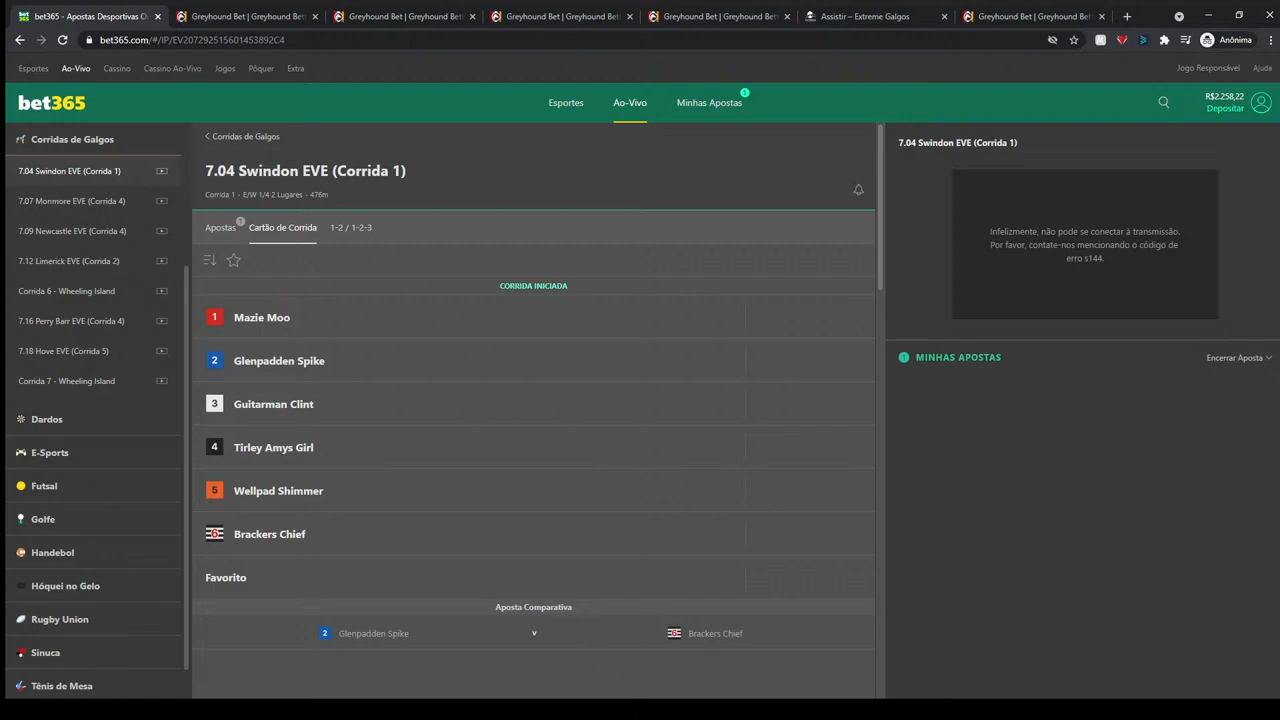 bet365 - Apostas Desportivas O
Greyhound Bet | Greyhound Bet
Greyhound Bet | Greyhound Bet
Greyhound Bet | Greyhound Bet
Greyhound Bet | Greyhound Bet
Assistir – Extreme Galgos
Greyhound Bet | Greyhound Bet
bet365.com/#/IP/EV207292515601453892C4
Anônima
Esportes
Ao-Vivo
Cassino
Cassino Ao-Vivo
Jogos
Pôquer
Extra
Jogo Responsável
Ajuda
bet365
Esportes
Ao-Vivo
Minhas Apostas
1
R$2.258,22
Depositar
Corridas de Galgos
7.04 Swindon EVE (Corrida 1)
7.07 Monmore EVE (Corrida 4)
7.09 Newcastle EVE (Corrida 4)
7.12 Limerick EVE (Corrida 2)
Corrida 6 - Wheeling Island
7.16 Perry Barr EVE (Corrida 4)
7.18 Hove EVE (Corrida 5)
Corrida 7 - Wheeling Island
Dardos
E-Sports
Futsal
Golfe
Handebol
Hóquei no Gelo
Rugby Union
Sinuca
Tênis de Mesa
Corridas de Galgos
7.04 Swindon EVE (Corrida 1)
Corrida 1 - E/W 1/4 2 Lugares - 476m
Apostas 1
Cartão de Corrida
1-2 / 1-2-3
CORRIDA INICIADA
1 Mazie Moo
2 Glenpadden Spike
3 Guitarman Clint
4 Tirley Amys Girl
5 Wellpad Shimmer
6 Brackers Chief
Favorito
Aposta Comparativa
2 Glenpadden Spike v 6 Brackers Chief
7.04 Swindon EVE (Corrida 1)
Infelizmente, não pode se conectar à transmissão.
Por favor, contate-nos mencionando o código de
erro s144.
1 MINHAS APOSTAS
Encerrar Aposta